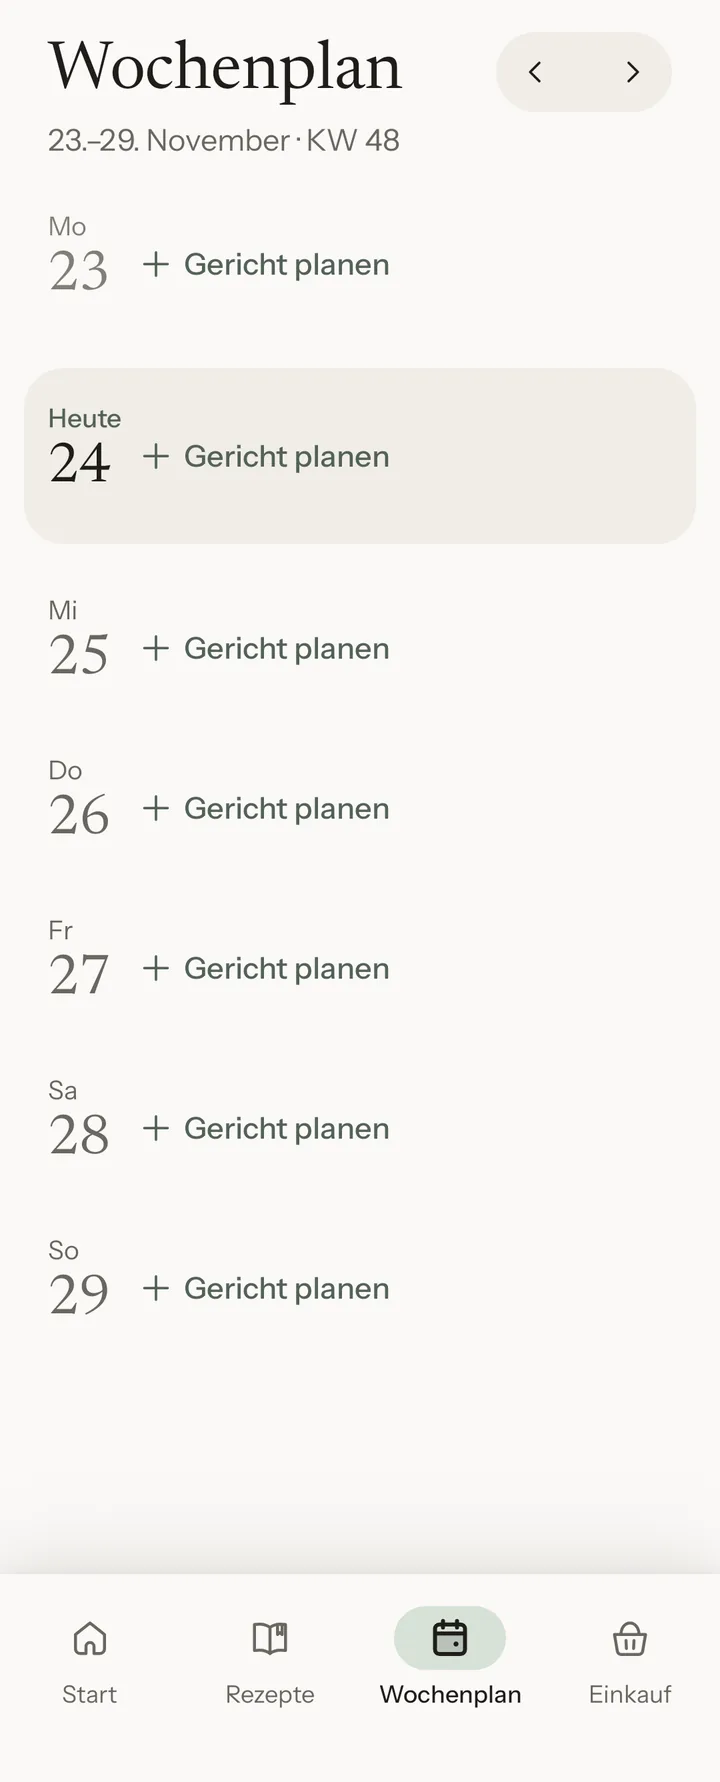 Wochenplan
23.–29. November · KW 48
Mo
23
Gericht planen
Heute
24
Gericht planen
Mi
25
Gericht planen
Do
26
Gericht planen
Fr
27
Gericht planen
Sa
28
Gericht planen
So
29
Gericht planen
Start
Rezepte
Wochenplan
Einkauf